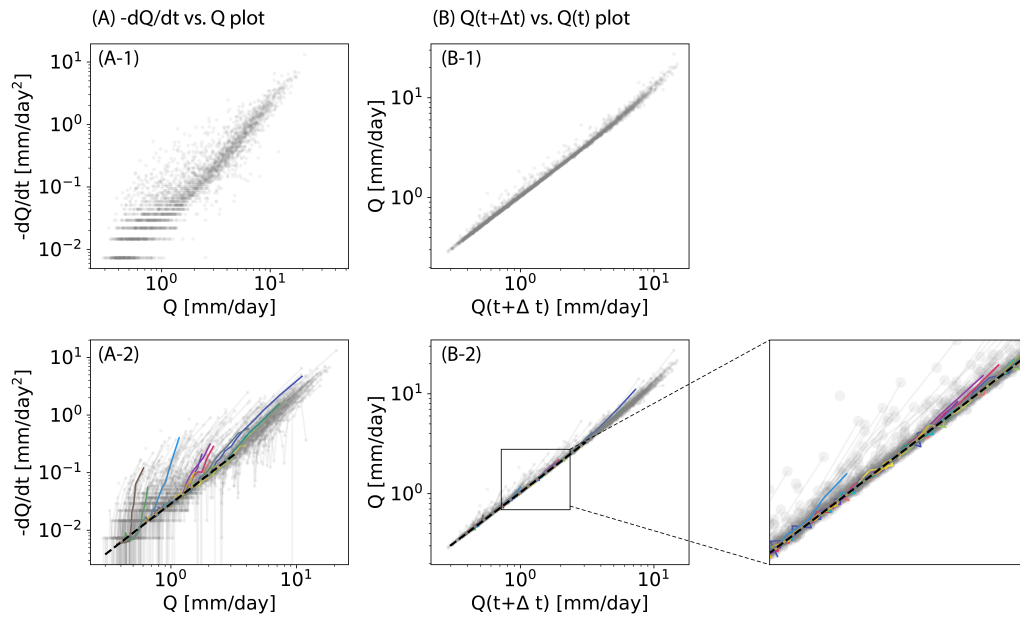 (A) -dQ/dt vs. Q plot
(B) Q(t+Δt) vs. Q(t) plot
(A-1)
10¹
10⁰
10⁻¹
10⁻²
-dQ/dt [mm/day²]
10⁰
10¹
Q [mm/day]
(B-1)
10¹
10⁰
Q [mm/day]
10⁰
10¹
Q(t+Δ t) [mm/day]
(A-2)
10¹
10⁰
10⁻¹
10⁻²
-dQ/dt [mm/day²]
10⁰
10¹
Q [mm/day]
(B-2)
10¹
10⁰
Q [mm/day]
10⁰
10¹
Q(t+Δ t) [mm/day]